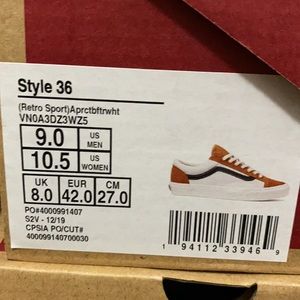 Style 36
(Retro Sport)Aprctbftrwht
VN0A3DZ3WZ5
9.0 US MEN
10.5 US WOMEN
UK EUR CM
8.0 42.0 27.0
PO#4000991407
S2V - 12/19
CPSIA PO/CUT#
400099140700030
1 94112 33946 9